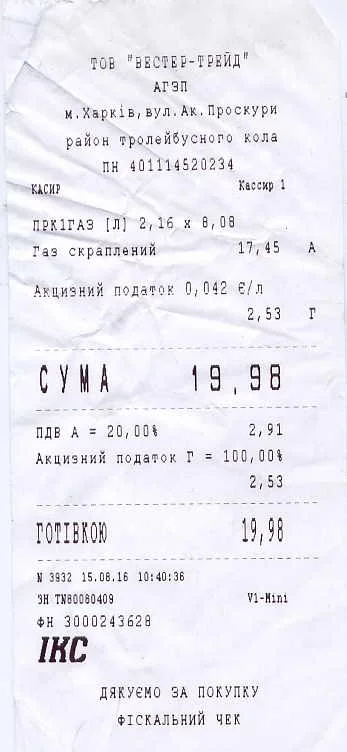 ТОВ "ВЕСТЕР-ТРЕЙД"
АГЗП
м.Харків,вул.Ак.Проскури
район тролейбусного кола
ПН 401114520234
КАСИР Кассир 1
ПРК1ГАЗ [Л] 2,16 x 8,08
Газ скраплений 17,45 А
Акцизний податок 0,042 Є/л
2,53 Г
СУМА 19,98
ПДВ А = 20,00% 2,91
Акцизний податок Г = 100,00%
2,53
ГОТІВКОЮ 19,98
N 3932 15.08.16 10:40:36
ЗН TN80080409 V1-Mini
ФН 3000243628
ІКС
ДЯКУЄМО ЗА ПОКУПКУ
ФІСКАЛЬНИЙ ЧЕК